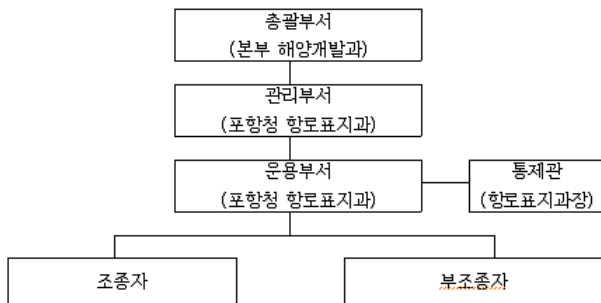 총괄부서
(본부 해양개발과)
관리부서
(포항청 항로표지과)
운용부서
(포항청 항로표지과)
통제관
(항로표지과장)
조종자
부조종자